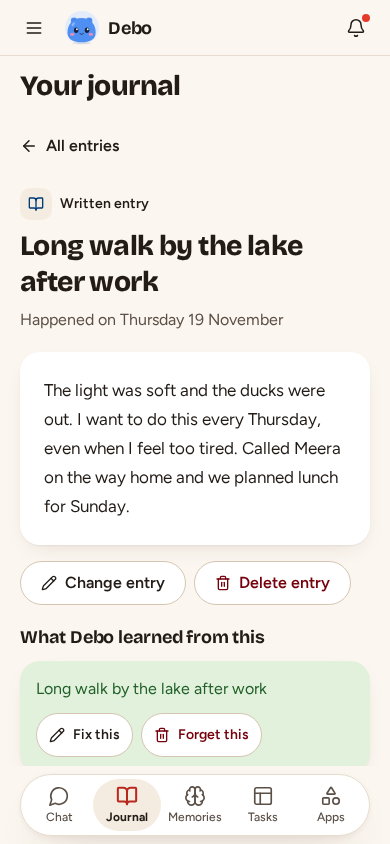 Debo
Your journal
All entries
Written entry
Long walk by the lake
after work
Happened on Thursday 19 November
The light was soft and the ducks were
out. I want to do this every Thursday,
even when I feel too tired. Called Meera
on the way home and we planned lunch
for Sunday.
Change entry
Delete entry
What Debo learned from this
Long walk by the lake after work
Fix this
Forget this
Chat
Journal
Memories
Tasks
Apps